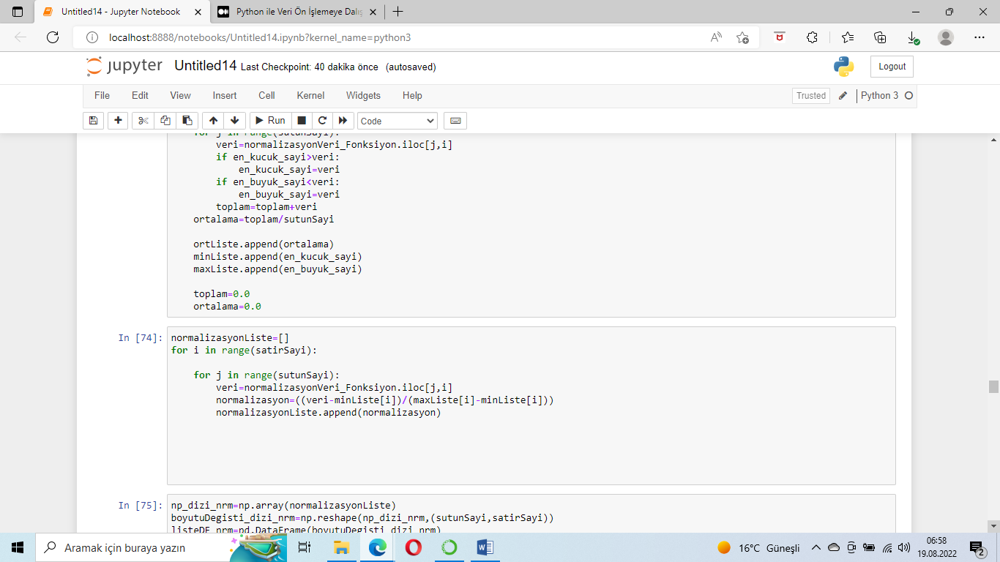 Untitled14 - Jupyter Notebook
Python ile Veri Ön İşlemeye Dalış
localhost:8888/notebooks/Untitled14.ipynb?kernel_name=python3
jupyter Untitled14 Last Checkpoint: 40 dakika önce (autosaved)
Logout
File Edit View Insert Cell Kernel Widgets Help
Trusted
Python 3
Run
Code
for j in range(sutunSayi):
veri=normalizasyonVeri_Fonksiyon.iloc[j,i]
if en_kucuk_sayi>veri:
en_kucuk_sayi=veri
if en_buyuk_sayi<veri:
en_buyuk_sayi=veri
toplam=toplam+veri
ortalama=toplam/sutunSayi
ortListe.append(ortalama)
minListe.append(en_kucuk_sayi)
maxListe.append(en_buyuk_sayi)
toplam=0.0
ortalama=0.0
In [74]:
normalizasyonListe=[]
for i in range(satirSayi):
for j in range(sutunSayi):
veri=normalizasyonVeri_Fonksiyon.iloc[j,i]
normalizasyon=((veri-minListe[i])/(maxListe[i]-minListe[i]))
normalizasyonListe.append(normalizasyon)
In [75]:
np_dizi_nrm=np.array(normalizasyonListe)
boyutuDegisti_dizi_nrm=np.reshape(np_dizi_nrm,(sutunSayi,satirSayi))
listeDF_nrm=pd.DataFrame(boyutuDegisti_dizi_nrm)
Aramak için buraya yazın
16°C Güneşli
06:58
19.08.2022
2